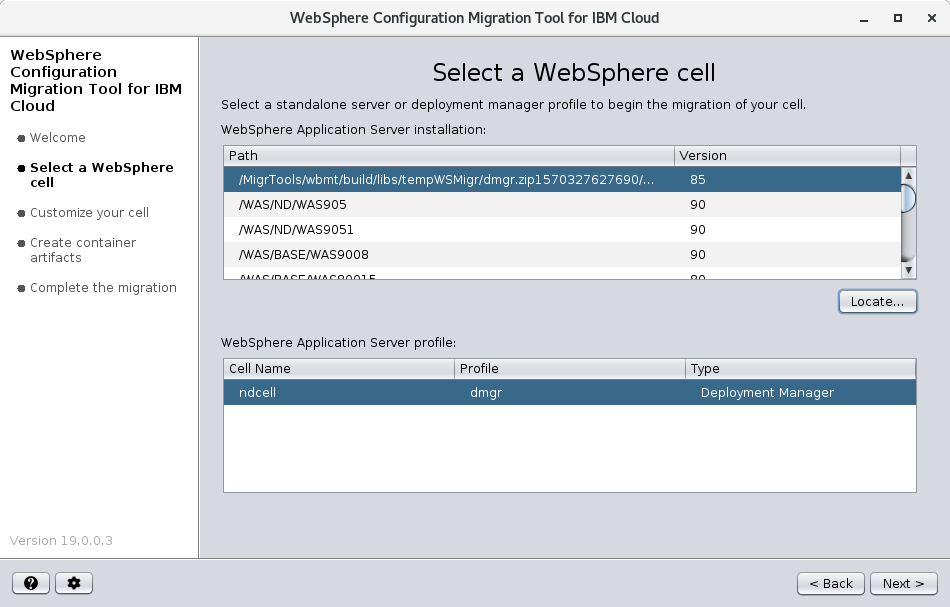 WebSphere Configuration Migration Tool for IBM Cloud
WebSphere
Configuration
Migration Tool for IBM
Cloud
Welcome
Select a WebSphere
cell
Customize your cell
Create container
artifacts
Complete the migration
Version 19.0.0.3
Select a WebSphere cell
Select a standalone server or deployment manager profile to begin the migration of your cell.
WebSphere Application Server installation:
Path Version
/MigrTools/wbmt/build/libs/tempWSMigr/dmgr.zip1570327627690/... 85
/WAS/ND/WAS905 90
/WAS/ND/WAS9051 90
/WAS/BASE/WAS9008 90
Locate...
WebSphere Application Server profile:
Cell Name Profile Type
ndcell dmgr Deployment Manager
? < Back Next >